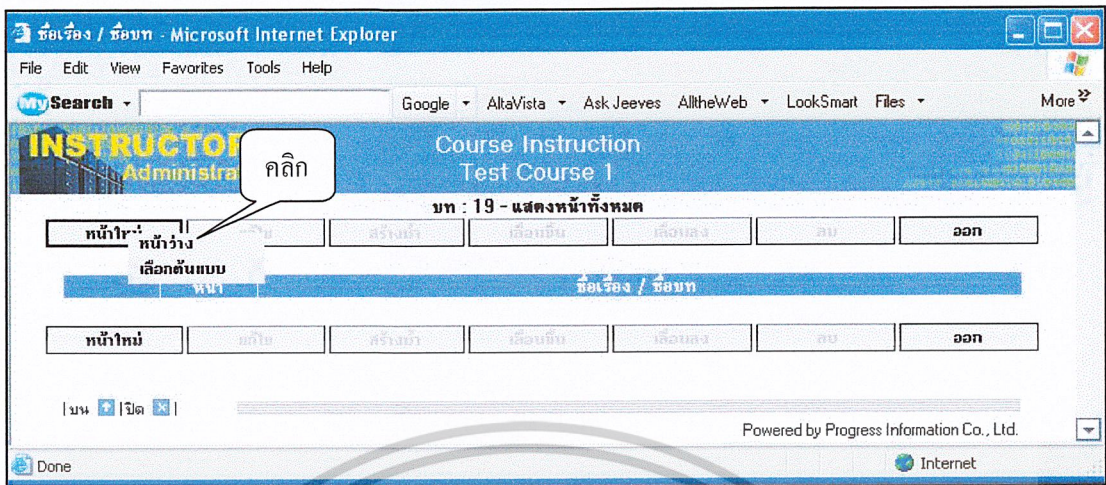 ชื่อเรื่อง / ชื่อบท - Microsoft Internet Explorer
File Edit View Favorites Tools Help
My Search Google AltaVista Ask Jeeves AlltheWeb LookSmart Files More
INSTRUCTOR Course Instruction
Administra Test Course 1
คลิก
บท : 19 - แสดงหน้าทั้งหมด
หน้าใหม่ แก้ไข สร้างซ้ำ เลื่อนขึ้น เลื่อนลง ลบ ออก
หน้าว่าง
เลือกต้นแบบ
หน้า ชื่อเรื่อง / ชื่อบท
หน้าใหม่ แก้ไข สร้างซ้ำ เลื่อนขึ้น เลื่อนลง ลบ ออก
| บน | ปิด |
Powered by Progress Information Co., Ltd.
Done Internet